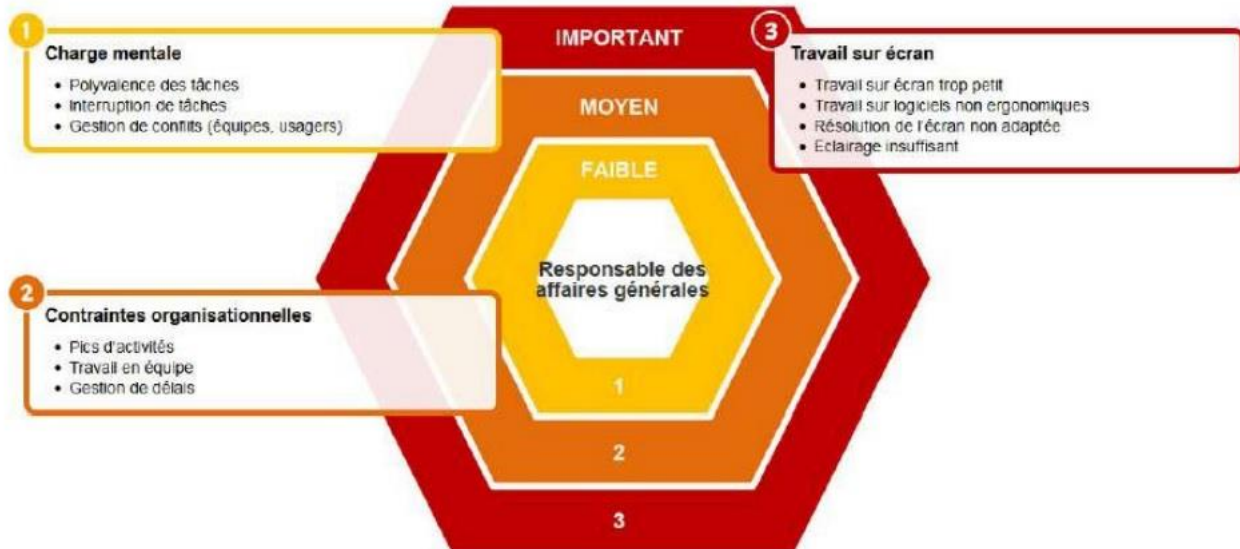 1
Charge mentale
• Polyvalence des tâches
• Interruption de tâches
• Gestion de conflits (équipes, usagers)
IMPORTANT
MOYEN
FAIBLE
3
Travail sur écran
• Travail sur écran trop petit
• Travail sur logiciels non ergonomiques
• Résolution de l'écran non adaptée
• Eclairage insuffisant
Responsable des
affaires générales
2
Contraintes organisationnelles
• Pics d'activités
• Travail en équipe
• Gestion de délais
1
2
3